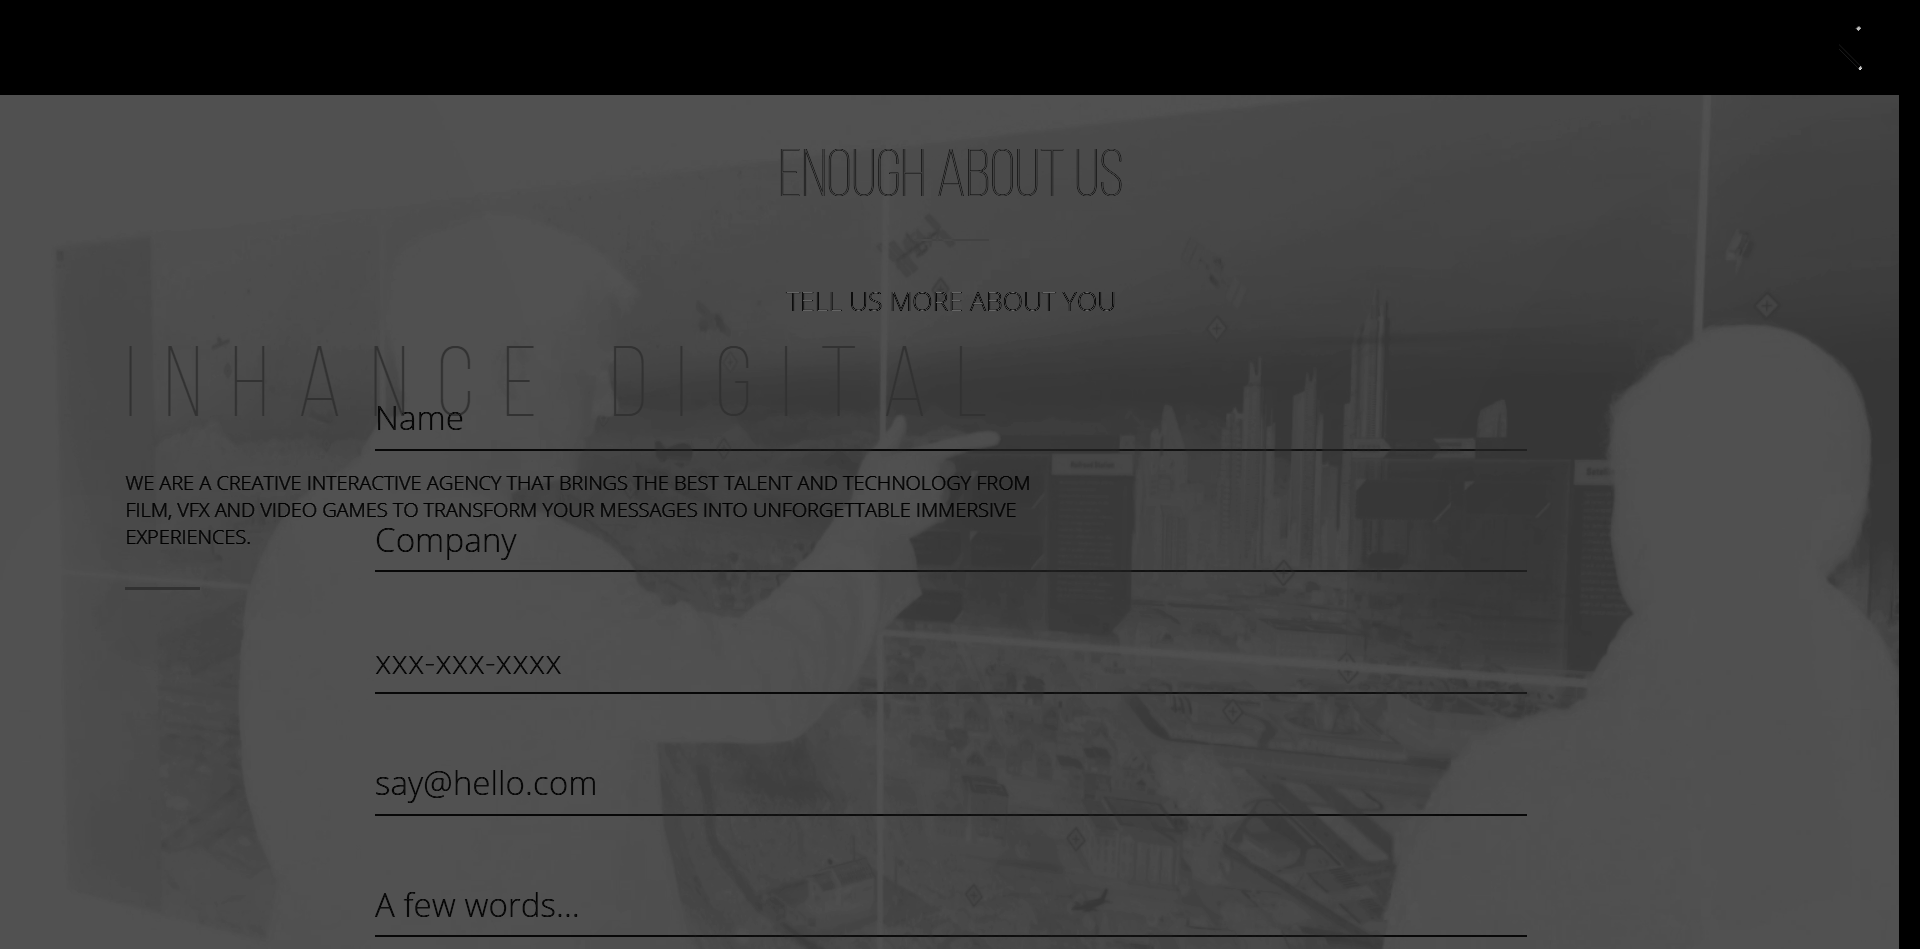 ENOUGH ABOUT US
TELL US MORE ABOUT YOU
INHANCE DIGITAL
Name
WE ARE A CREATIVE INTERACTIVE AGENCY THAT BRINGS THE BEST TALENT AND TECHNOLOGY FROM
FILM, VFX AND VIDEO GAMES TO TRANSFORM YOUR MESSAGES INTO UNFORGETTABLE IMMERSIVE
EXPERIENCES.
Company
xxx-xxx-xxxx
say@hello.com
A few words...